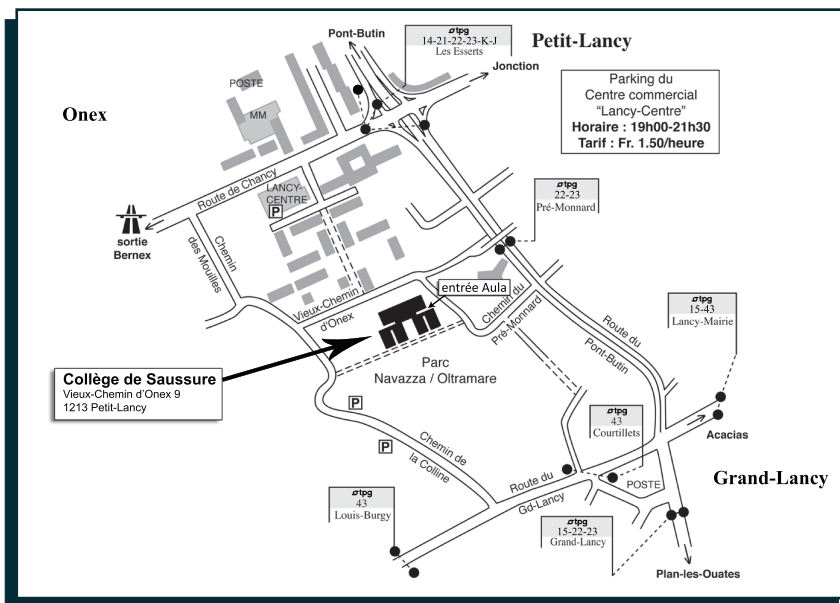 Pont-Butin
tpg
14-21-22-23-K-J
Les Esserts
Petit-Lancy
Jonction
Parking du
Centre commercial
"Lancy-Centre"
Horaire : 19h00-21h30
Tarif : Fr. 1.50/heure
Onex
POSTE
MM
Route de Chancy
LANCY-
CENTRE
P
sortie
Bernex
Chemin
des Mouilles
tpg
22-23
Pré-Monnard
Vieux-Chemin
d'Onex
entrée Aula
Chemin du
Pré-Monnard
tpg
15-43
Lancy-Mairie
Route du
Pont-Butin
Parc
Navazza / Oltramare
Collège de Saussure
Vieux-Chemin d'Onex 9
1213 Petit-Lancy
P
P
Chemin de
la Colline
tpg
43
Courtillets
Acacias
Grand-Lancy
POSTE
Route du
Gd-Lancy
tpg
43
Louis-Burgy
tpg
15-22-23
Grand-Lancy
Plan-les-Ouates